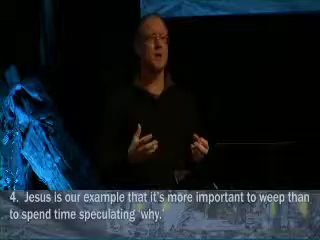 4.  Jesus is our example that it's more important to weep than
to spend time speculating 'why.'